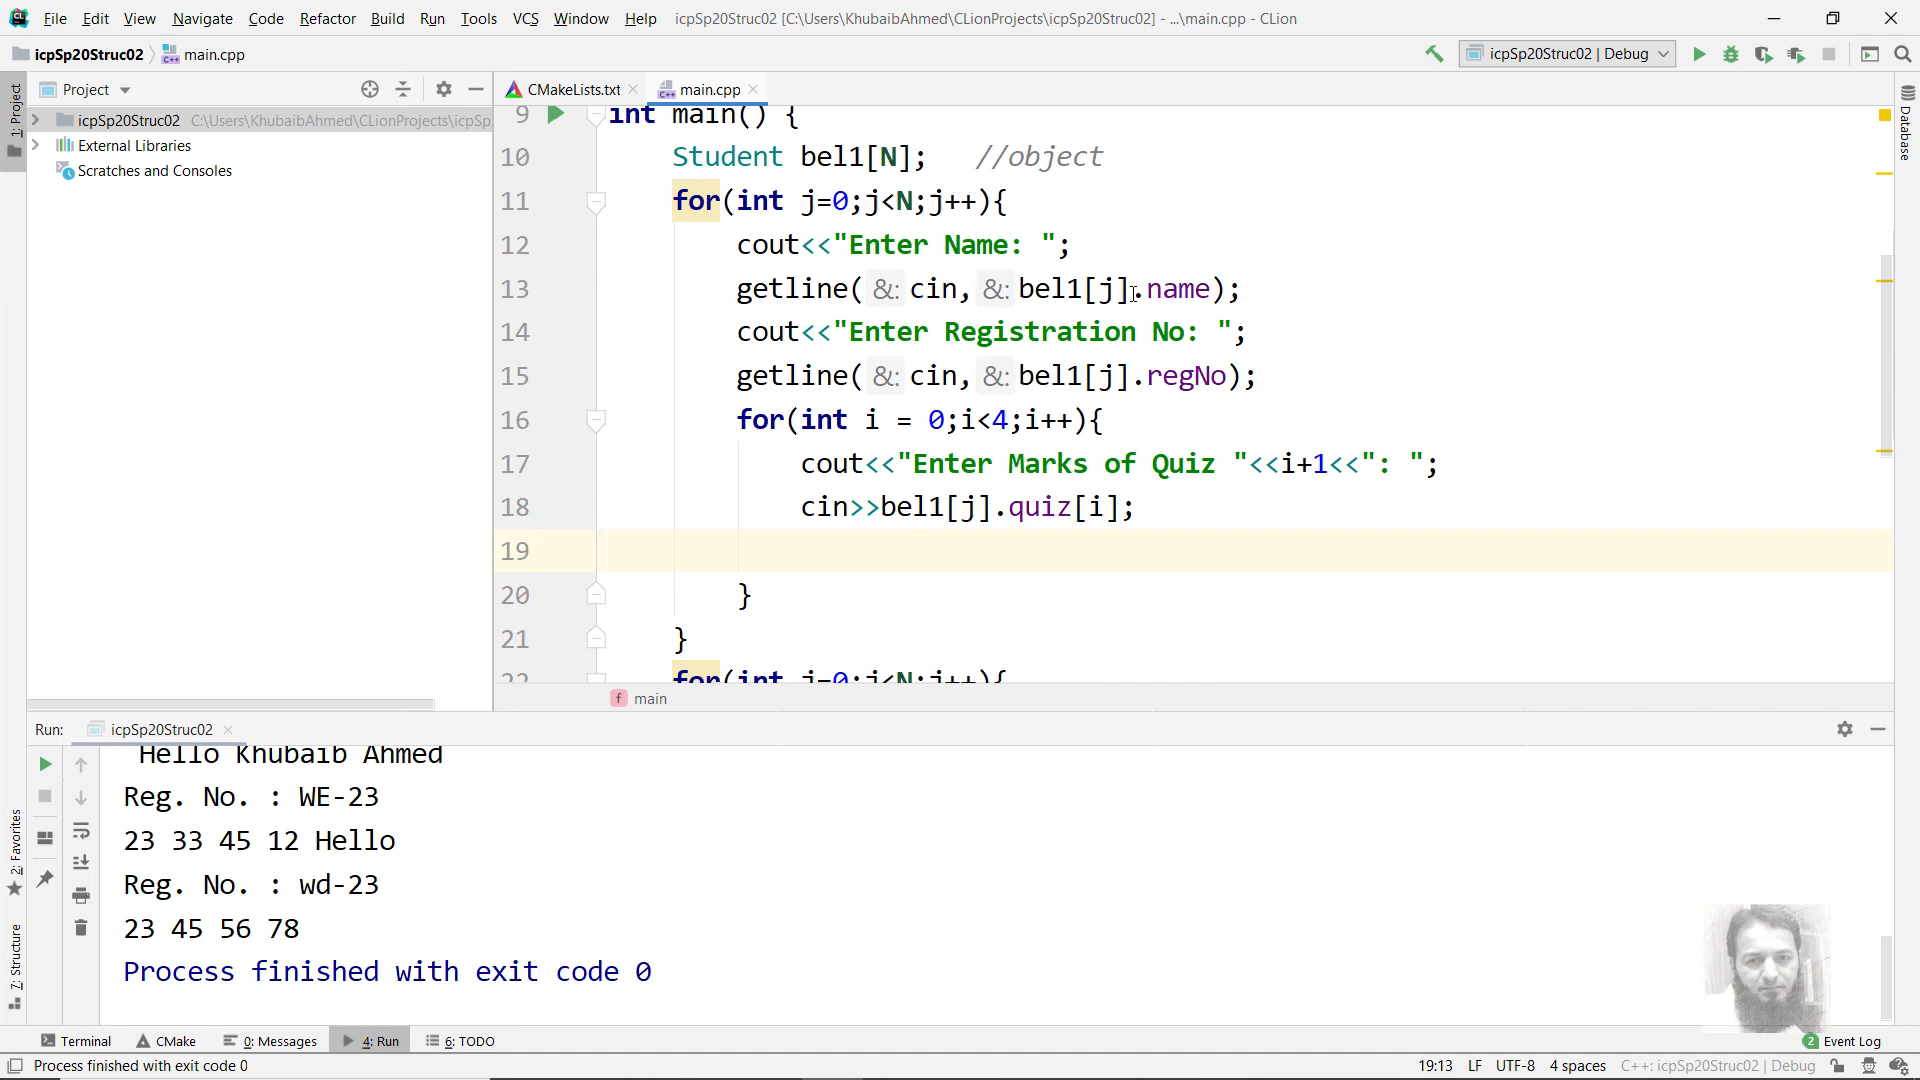 File Edit View Navigate Code Refactor Build Run Tools VCS Window Help icpSp20Struc02 [C:\Users\KhubaibAhmed\CLionProjects\icpSp20Struc02] - ...\main.cpp - CLion
icpSp20Struc02 main.cpp icpSp20Struc02 | Debug
Project CMakeLists.txt main.cpp
1: Project
icpSp20Struc02 C:\Users\KhubaibAhmed\CLionProjects\icpSp
External Libraries
Scratches and Consoles
Database
9 int main() {
10 Student bel1[N]; //object
11 for(int j=0;j<N;j++){
12 cout<<"Enter Name: ";
13 getline( &: cin, &: bel1[j].name);
14 cout<<"Enter Registration No: ";
15 getline( &: cin, &: bel1[j].regNo);
16 for(int i = 0;i<4;i++){
17 cout<<"Enter Marks of Quiz "<<i+1<<": ";
18 cin>>bel1[j].quiz[i];
19
20 }
21 }
22 for(int j=0;j<N;j++){
f main
Run: icpSp20Struc02
Hello Khubaib Ahmed
Reg. No. : WE-23
23 33 45 12 Hello
Reg. No. : wd-23
23 45 56 78
Process finished with exit code 0
2: Favorites
7: Structure
Terminal CMake 0: Messages 4: Run 6: TODO 2 Event Log
Process finished with exit code 0 19:13 LF UTF-8 4 spaces C++: icpSp20Struc02 | Debug